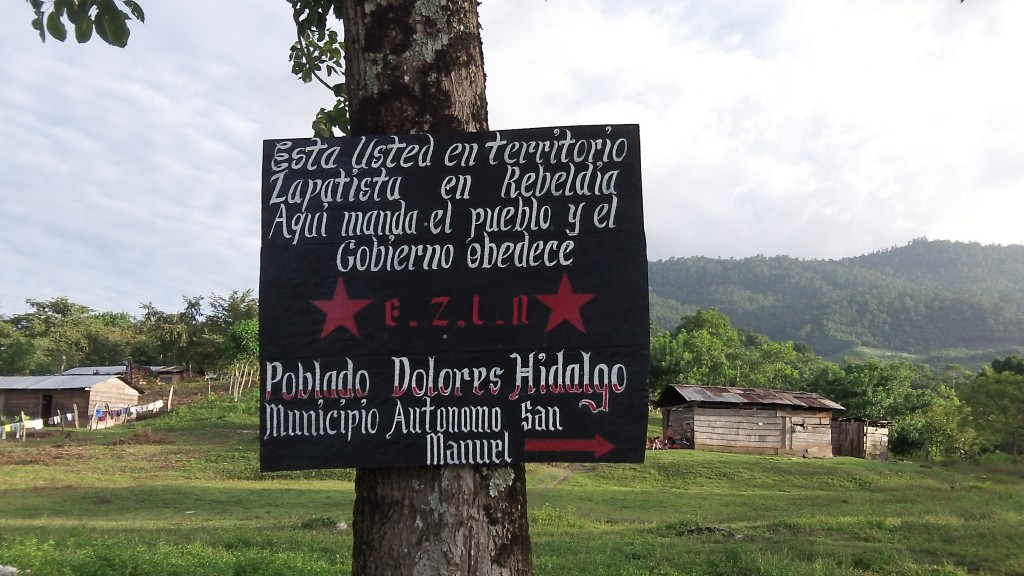 Esta Usted en territorio
Zapatista en Rebeldia
Aqui manda el pueblo y el
Gobierno obedece
E.Z.L.N
Poblado Dolores Hidalgo
Municipio Autonomo San
Manuel